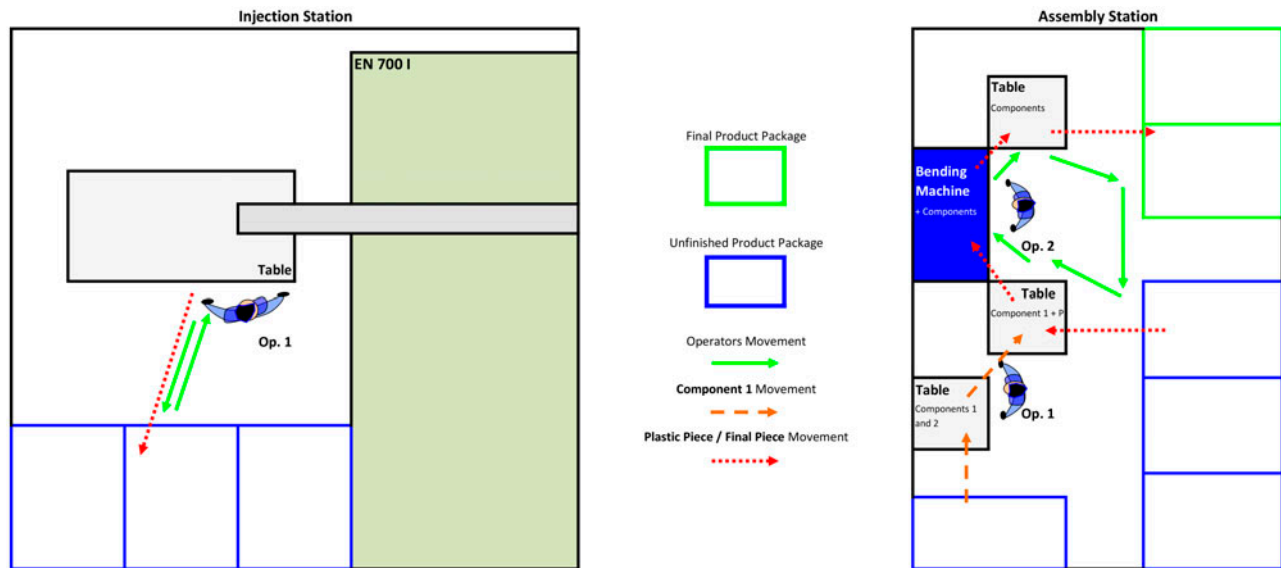 Injection Station
EN 700 I
Table
Op. 1
Final Product Package
Unfinished Product Package
Operators Movement
Component 1 Movement
Plastic Piece / Final Piece Movement
Assembly Station
Table
Components
Bending
Machine
+ Components
Op. 2
Table
Component 1 + P
Table
Components 1
and 2
Op. 1